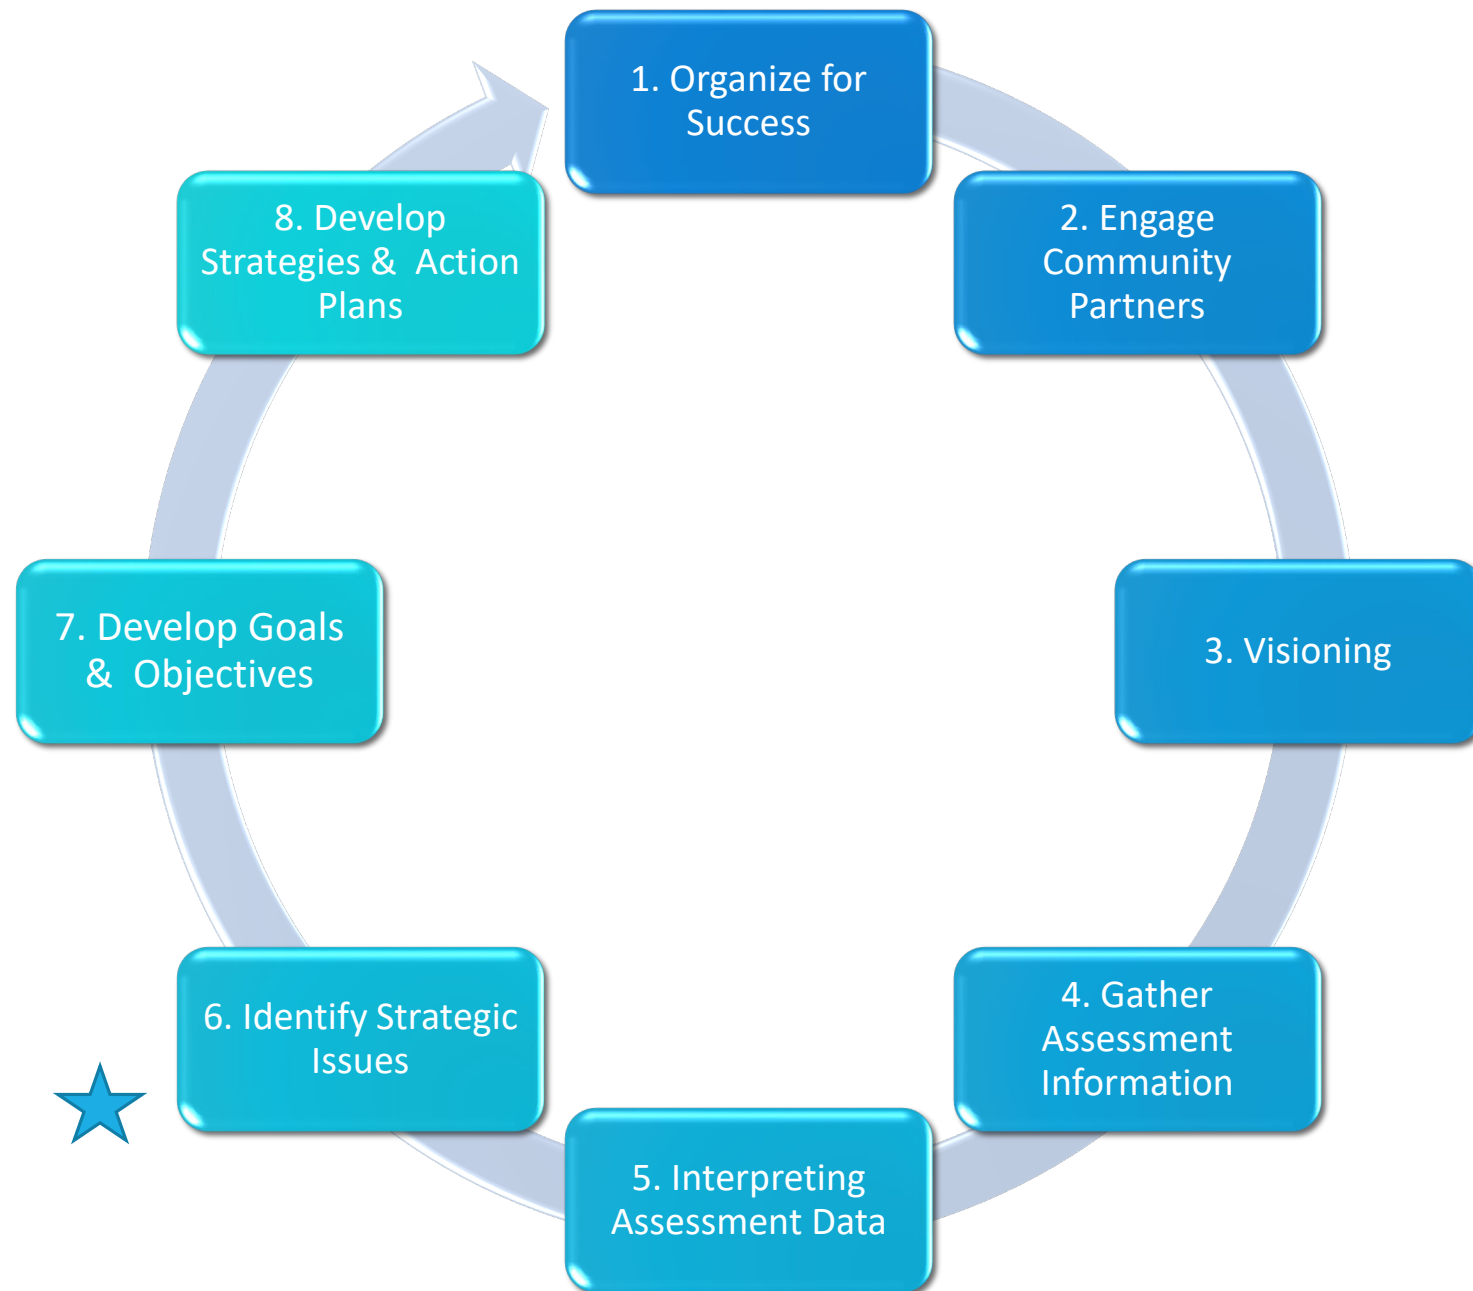 1. Organize for
Success
2. Engage
Community
Partners
3. Visioning
4. Gather
Assessment
Information
5. Interpreting
Assessment Data
6. Identify Strategic
Issues
7. Develop Goals
& Objectives
8. Develop
Strategies & Action
Plans